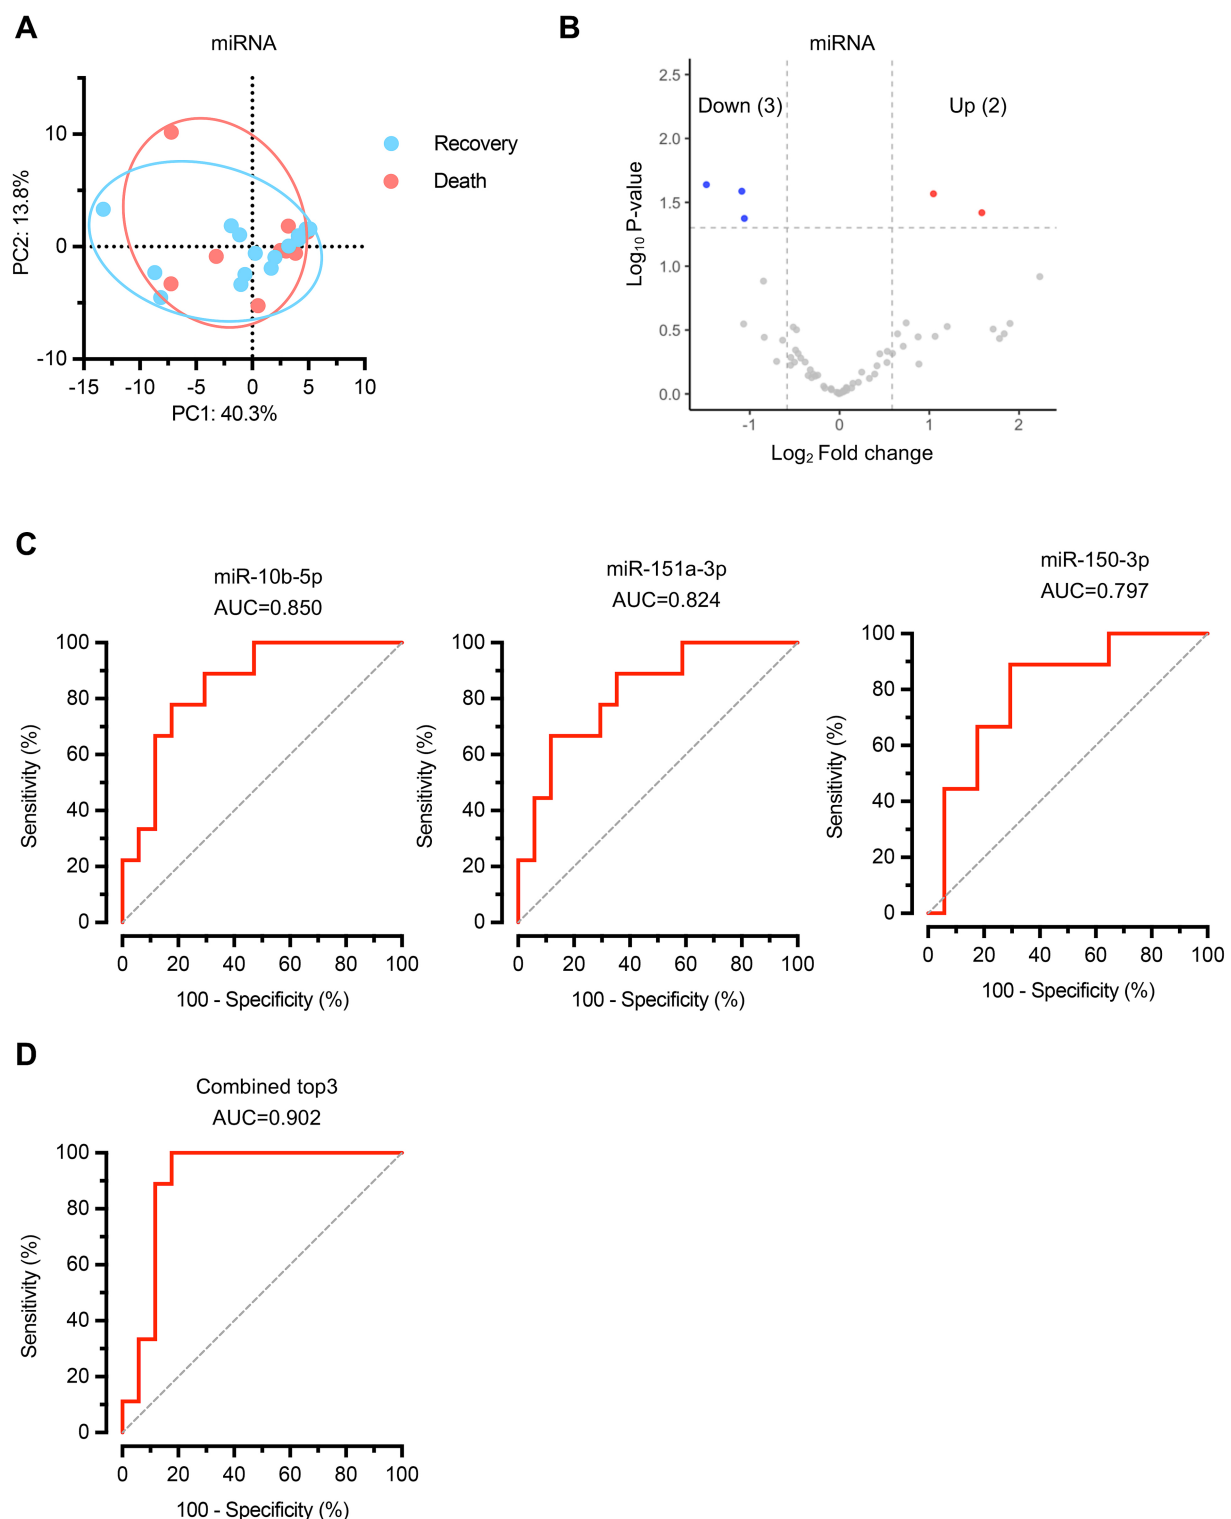 A
miRNA
10
0
-10
PC2: 13.8%
-15 -10 -5 0 5 10
PC1: 40.3%
Recovery
Death
B
miRNA
Down (3)
Up (2)
2.5
2.0
1.5
1.0
0.5
0.0
Log10 P-value
-1 0 1 2
Log2 Fold change
C
miR-10b-5p
AUC=0.850
100
80
60
40
20
0
Sensitivity (%)
0 20 40 60 80 100
100 - Specificity (%)
miR-151a-3p
AUC=0.824
100
80
60
40
20
0
Sensitivity (%)
0 20 40 60 80 100
100 - Specificity (%)
miR-150-3p
AUC=0.797
100
80
60
40
20
0
Sensitivity (%)
0 20 40 60 80 100
100 - Specificity (%)
D
Combined top3
AUC=0.902
100
80
60
40
20
0
Sensitivity (%)
0 20 40 60 80 100
100 - Specificity (%)